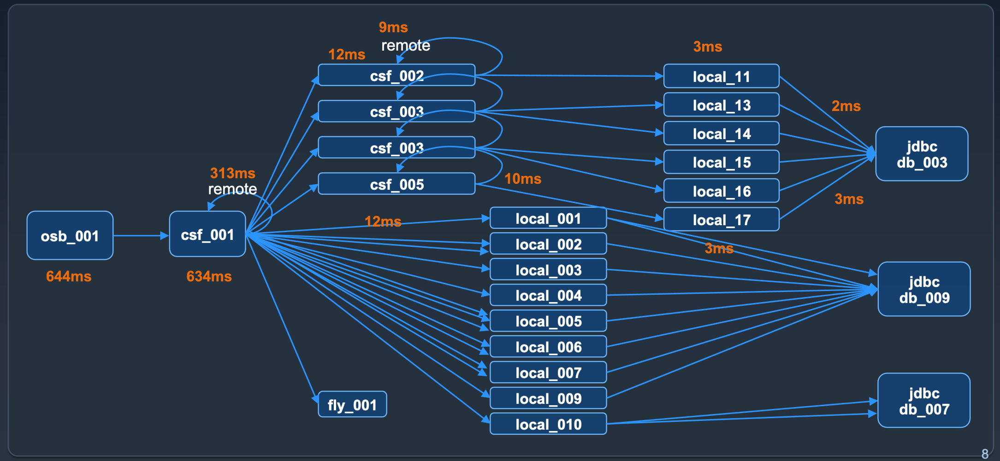 9ms
remote
12ms
3ms
csf_002
local_11
csf_003
local_13
2ms
local_14
csf_003
jdbc
db_003
local_15
313ms
remote
csf_005
10ms
local_16
3ms
12ms
local_001
local_17
osb_001
csf_001
local_002
3ms
644ms
634ms
local_003
jdbc
db_009
local_004
local_005
local_006
local_007
local_009
fly_001
local_010
jdbc
db_007
8